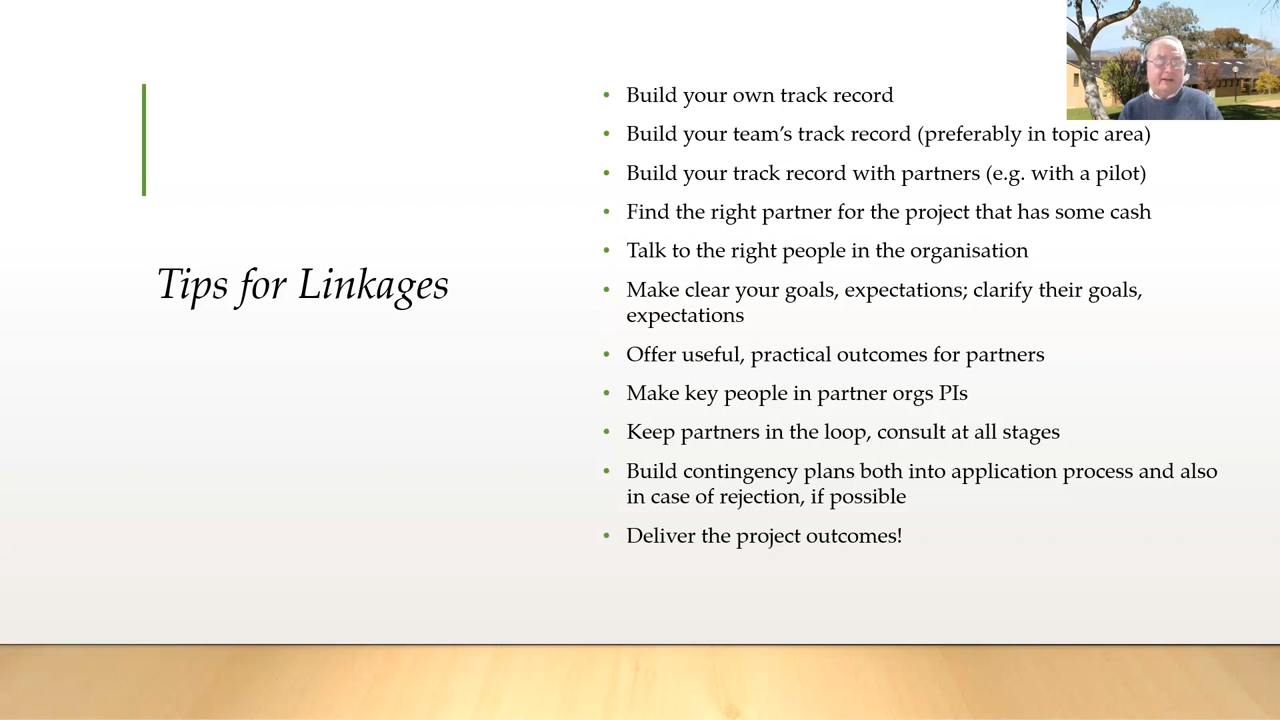 Tips for Linkages
• Build your own track record
• Build your team’s track record (preferably in topic area)
• Build your track record with partners (e.g. with a pilot)
• Find the right partner for the project that has some cash
• Talk to the right people in the organisation
• Make clear your goals, expectations; clarify their goals,
expectations
• Offer useful, practical outcomes for partners
• Make key people in partner orgs PIs
• Keep partners in the loop, consult at all stages
• Build contingency plans both into application process and also
in case of rejection, if possible
• Deliver the project outcomes!